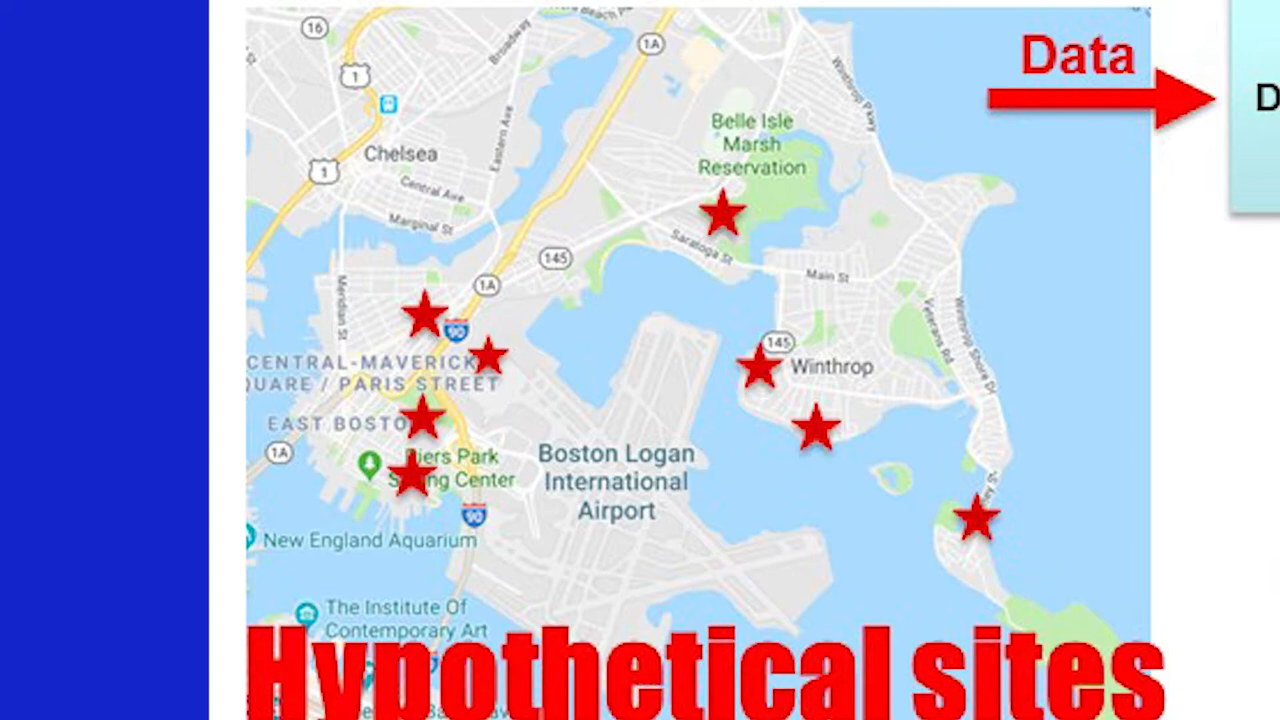 16
1A
Broadway
Data
1
D
Winthrop Pkwy
Belle Isle
Marsh
Reservation
Eastern Ave
Chelsea
1
Central Ave
Marginal St
Saratoga St
145
Main St
1A
Meridian St
90
Veterans Rd
Winthrop Shore Dr
145
CENTRAL-MAVERICK
QUARE / PARIS STREET
Winthrop
EAST BOSTO
1A
Boston Logan
International
Airport
Piers Park
Center
90
New England Aquarium
The Institute Of
Contemporary Art
Hypothetical sites